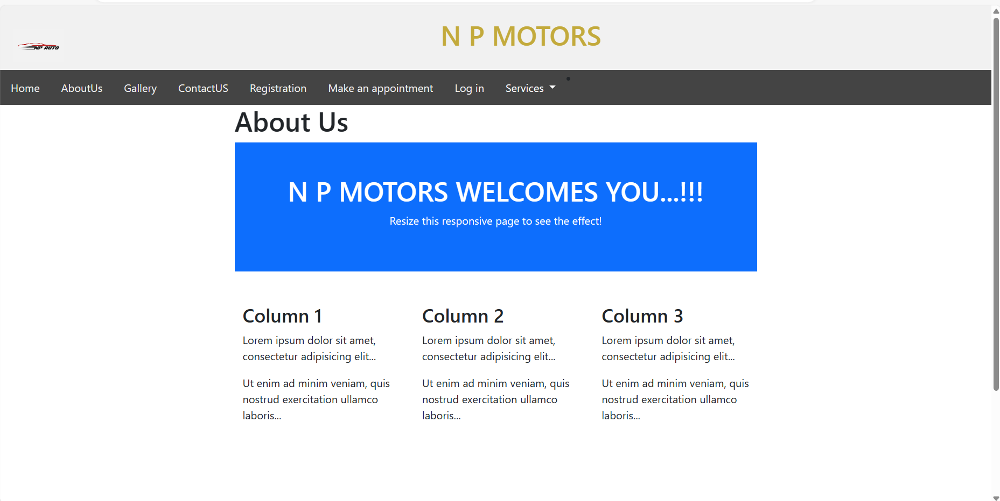 N P MOTORS
NP AUTO
Home AboutUs Gallery ContactUS Registration Make an appointment Log in Services
About Us
N P MOTORS WELCOMES YOU...!!!
Resize this responsive page to see the effect!
Column 1
Lorem ipsum dolor sit amet,
consectetur adipisicing elit...
Ut enim ad minim veniam, quis
nostrud exercitation ullamco
laboris...
Column 2
Lorem ipsum dolor sit amet,
consectetur adipisicing elit...
Ut enim ad minim veniam, quis
nostrud exercitation ullamco
laboris...
Column 3
Lorem ipsum dolor sit amet,
consectetur adipisicing elit...
Ut enim ad minim veniam, quis
nostrud exercitation ullamco
laboris...